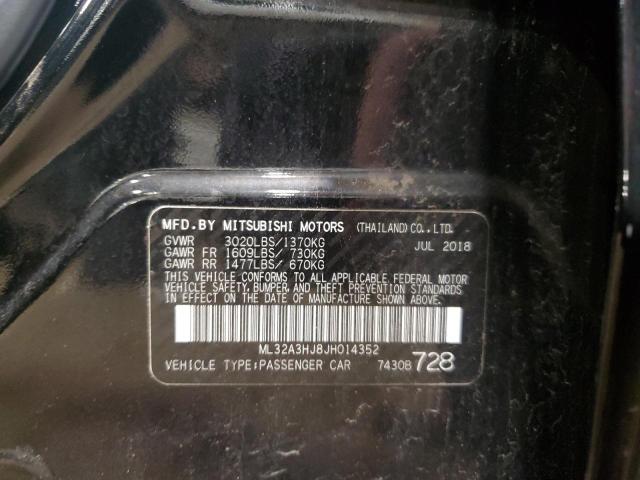 MFD.BY MITSUBISHI MOTORS (THAILAND)CO.,LTD.
GVWR 3020LBS/1370KG JUL 2018
GAWR FR 1609LBS/ 730KG
GAWR RR 1477LBS/ 670KG
THIS VEHICLE CONFORMS TO ALL APPLICABLE FEDERAL MOTOR
VEHICLE SAFETY,BUMPER,AND THEFT PREVENTION STANDARDS
IN EFFECT ON THE DATE OF MANUFACTURE SHOWN ABOVE.
ML32A3HJ8JH014352
VEHICLE TYPE:PASSENGER CAR 7430B 728